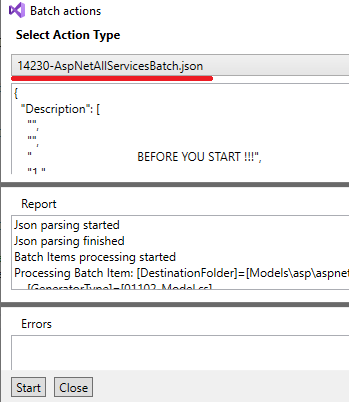 Batch actions
Select Action Type
14230-AspNetAllServicesBatch.json
{
"Description": [
"",
"",
" BEFORE YOU START !!!",
"1."
Report
Json parsing started
Json parsing finished
Batch Items processing started
Processing Batch Item: [DestinationFolder]=[Models\asp\aspnet
[GeneratorType]=[01102-Model.cs]
Errors
Start Close